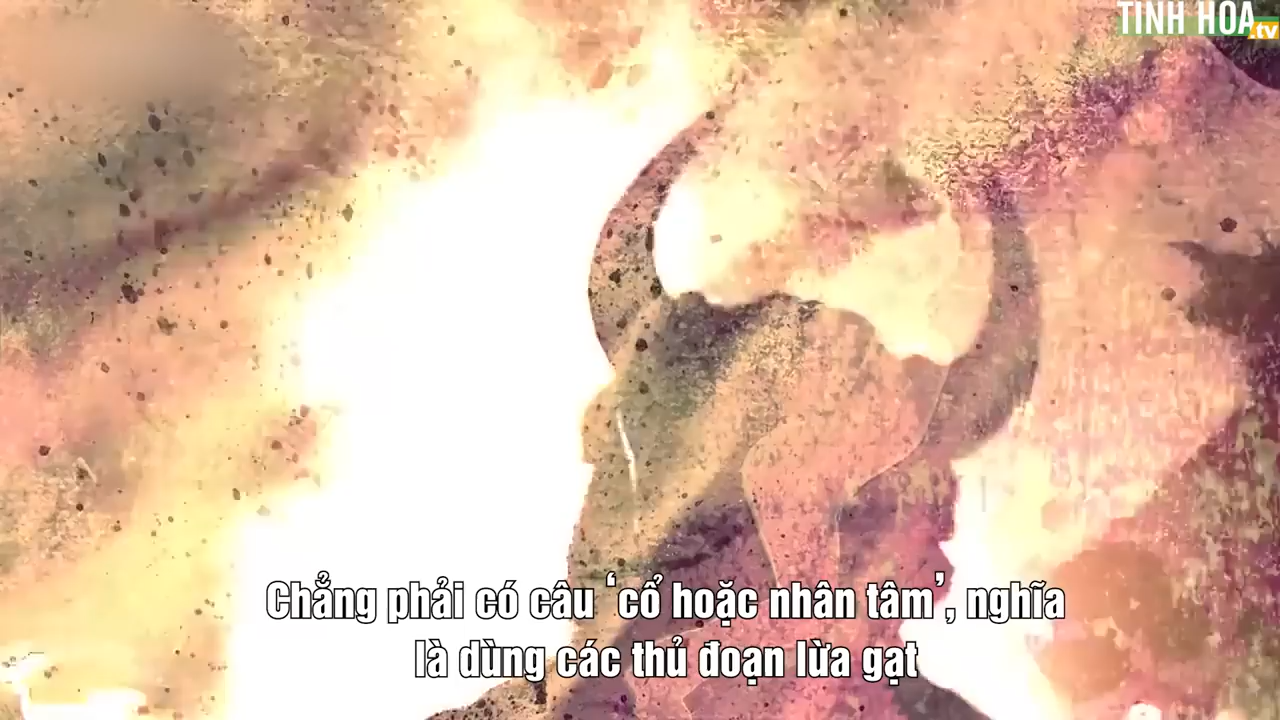 TINH HOA.tv
Chẳng phải có câu ‘cổ hoặc nhân tâm’, nghĩa
là dùng các thủ đoạn lừa gạt